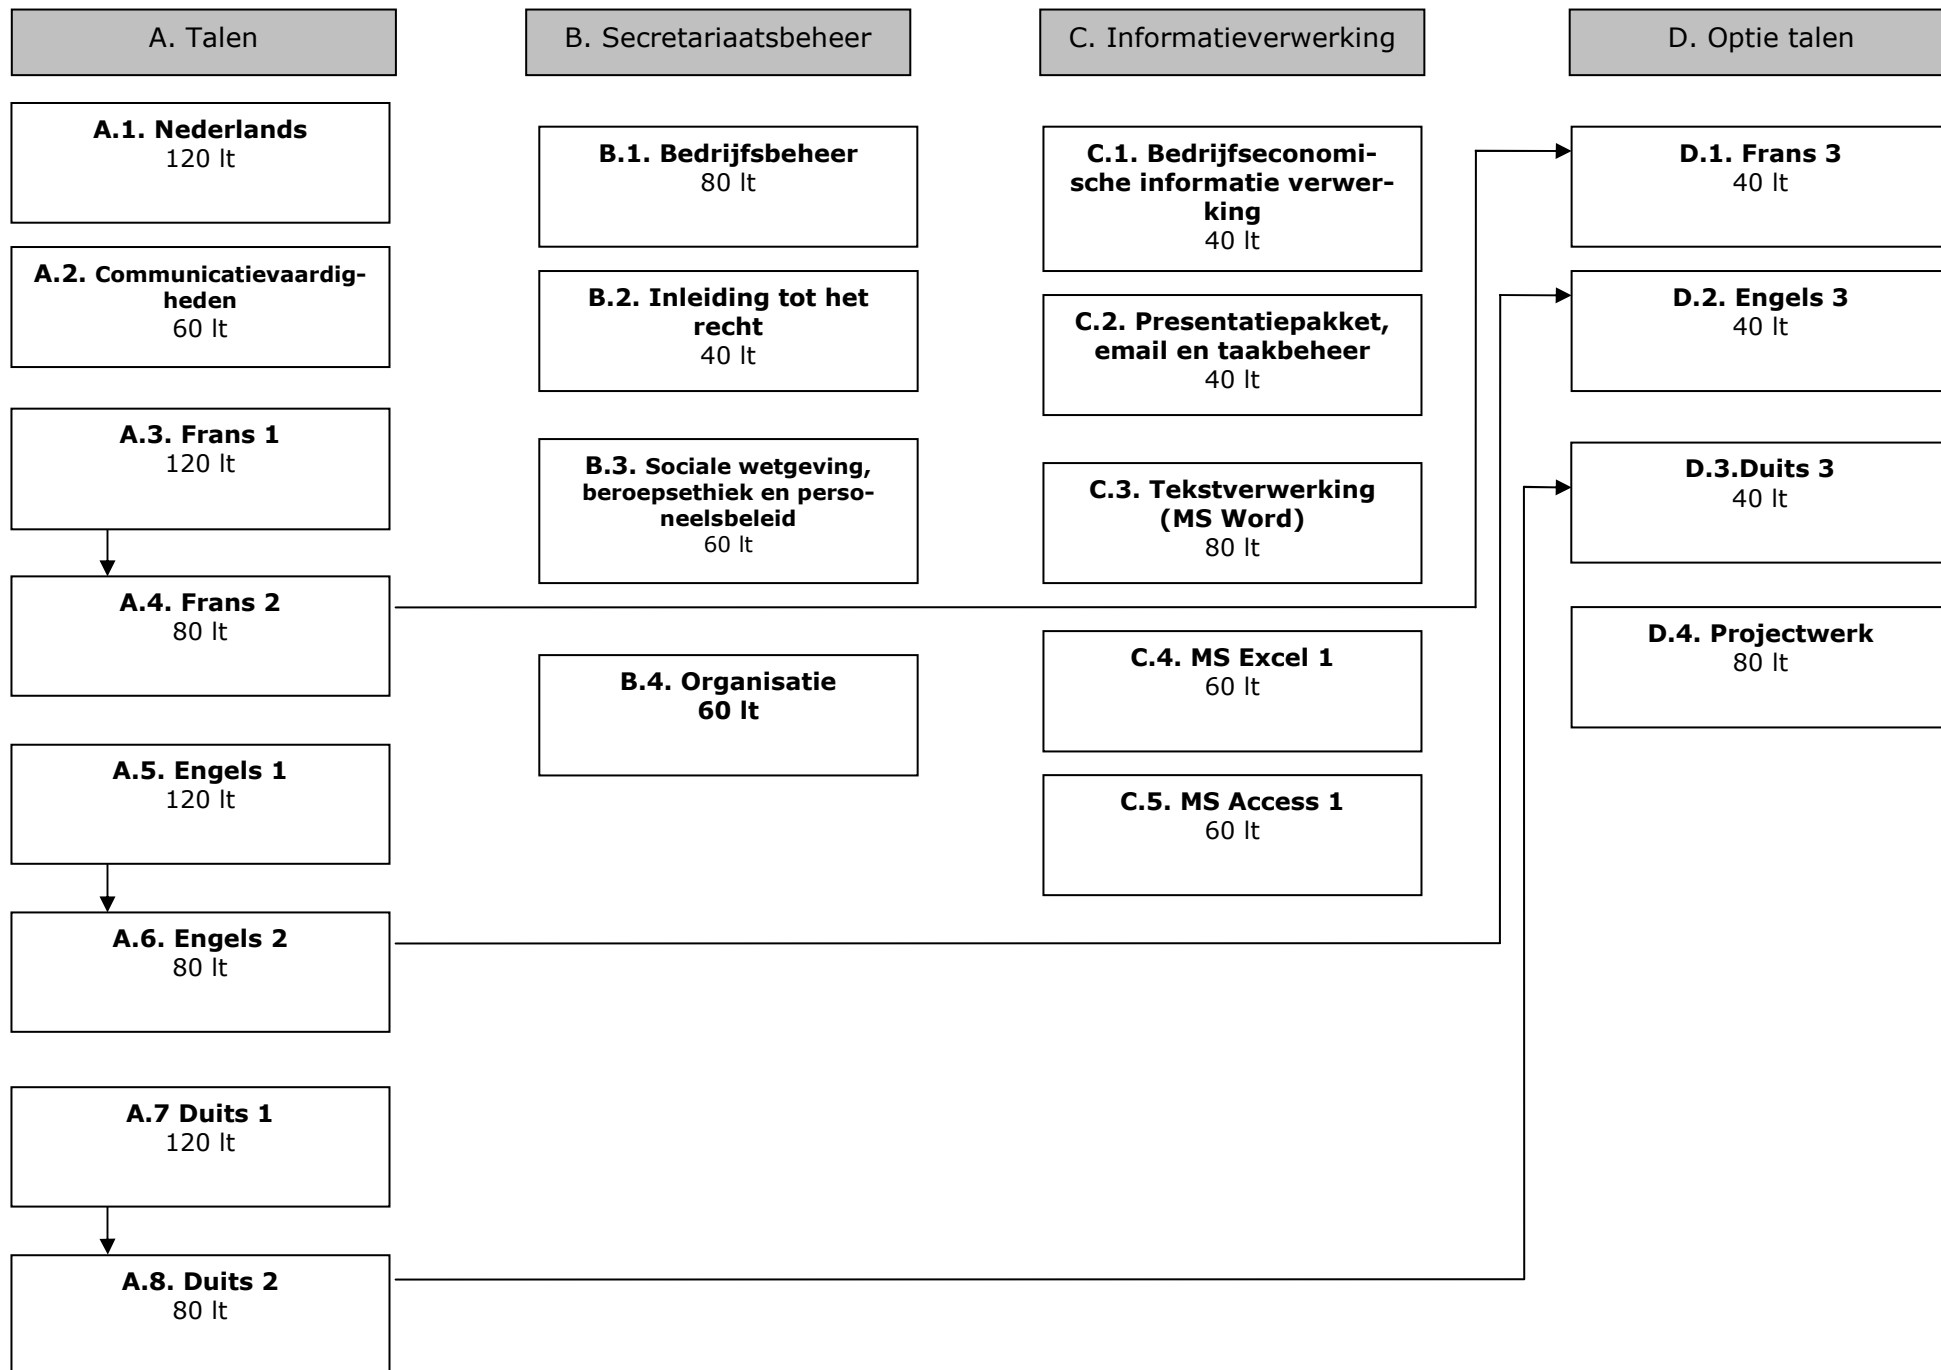 A. Talen
A.1. Nederlands
120 lt
A.2. Communicatievaardig-
heden
60 lt
A.3. Frans 1
120 lt
A.4. Frans 2
80 lt
A.5. Engels 1
120 lt
A.6. Engels 2
80 lt
A.7 Duits 1
120 lt
A.8. Duits 2
80 lt
B. Secretariaatsbeheer
B.1. Bedrijfsbeheer
80 lt
B.2. Inleiding tot het
recht
40 lt
B.3. Sociale wetgeving,
beroepsethiek en perso-
neelsbeleid
60 lt
B.4. Organisatie
60 lt
C. Informatieverwerking
C.1. Bedrijfseconomi-
sche informatie verwer-
king
40 lt
C.2. Presentatiepakket,
email en taakbeheer
40 lt
C.3. Tekstverwerking
(MS Word)
80 lt
C.4. MS Excel 1
60 lt
C.5. MS Access 1
60 lt
D. Optie talen
D.1. Frans 3
40 lt
D.2. Engels 3
40 lt
D.3.Duits 3
40 lt
D.4. Projectwerk
80 lt